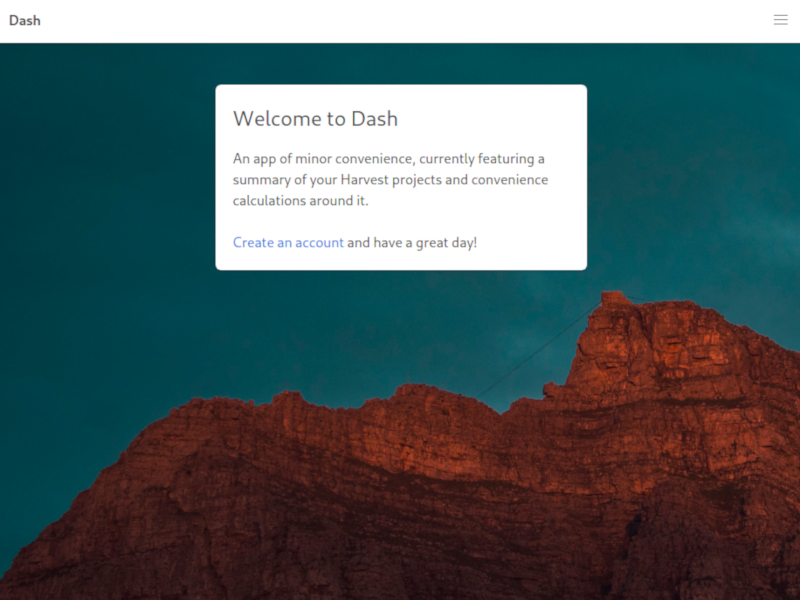 Dash
Welcome to Dash
An app of minor convenience, currently featuring a
summary of your Harvest projects and convenience
calculations around it.
Create an account and have a great day!